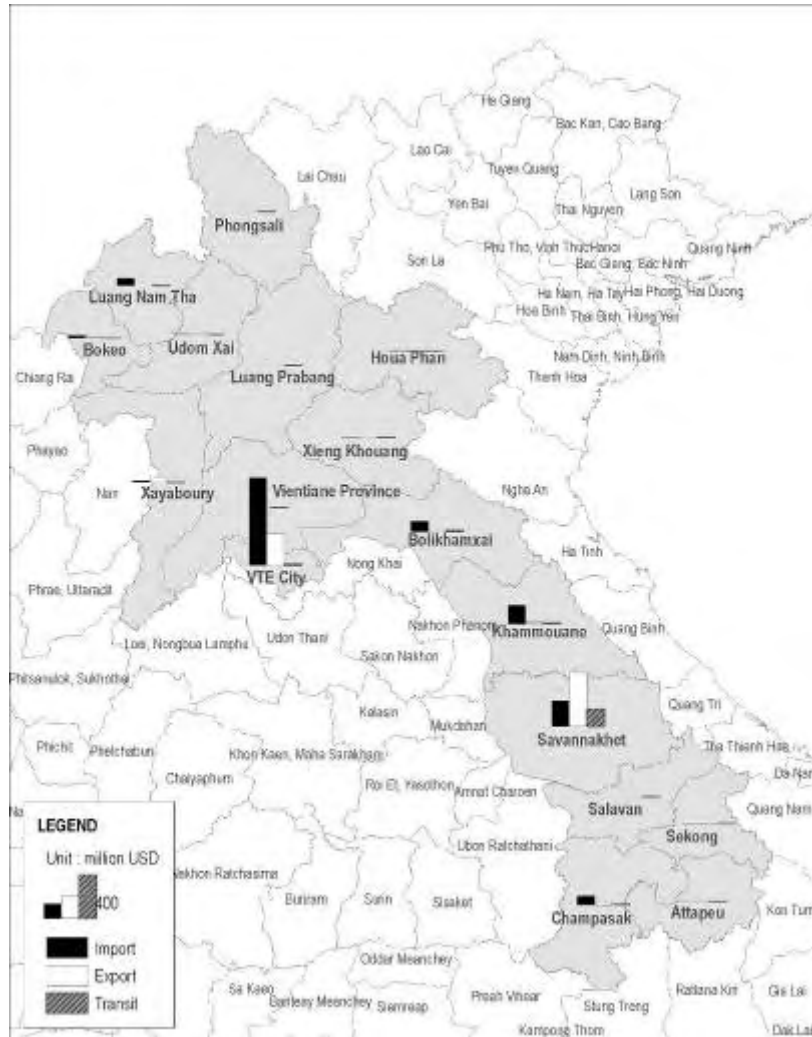 Ha Giang
Bac Kan, Cao Bang
Lao Cai
Lai Chau
Tuyen Quang
Lang Son
Yen Bai
Thai Nguyen
Phongsali
Phu Tho, Vinh Thuc
Hanoi
Quang Ninh
Son La
Bac Giang, Bac Ninh
Luang Nam Tha
Ha Nam, Ha Tay
Hai Phong, Hai Duong
Hoa Binh
Thai Binh, Hung Yen
Bokeo
Udom Xai
Houa Phan
Nam Dinh, Ninh Binh
Chiang Rai
Luang Prabang
Thanh Hoa
Phayao
Xieng Khouang
Nan
Xayaboury
Vientiane Province
Nghe An
Bolikhamxai
Ha Tinh
VTE City
Nong Khai
Phrae, Uttaradit
Nakhon Phenom
Khammouane
Quang Binh
Loei, Nongbua Lamphu
Udon Thani
Sakon Nakhon
Phitsanulok, Sukhothai
Kalasin
Mukdahan
Quang Tri
Savannakhet
Phichit
Phetchabun
Khon Kaen, Maha Sarakham
Tha Thienh Hoa
Chaiyaphum
Roi Et, Yasothon
Amnat Charoen
Da Nan
Na
Salavan
Quang Nam
LEGEND
Sekong
Unit : million USD
Ubon Ratchathani
Nakhon Ratchasima
400
Buriram
Surin
Sisaket
Champasak
Attapeu
Kon Tum
Import
Oddar Meanchey
Export
Sa Kaeo
Banteay Meanchey
Siemreap
Preah Vihear
Ratlana Kiri
Gia Lai
Transit
Stung Treng
Kampong Thom
Dak La